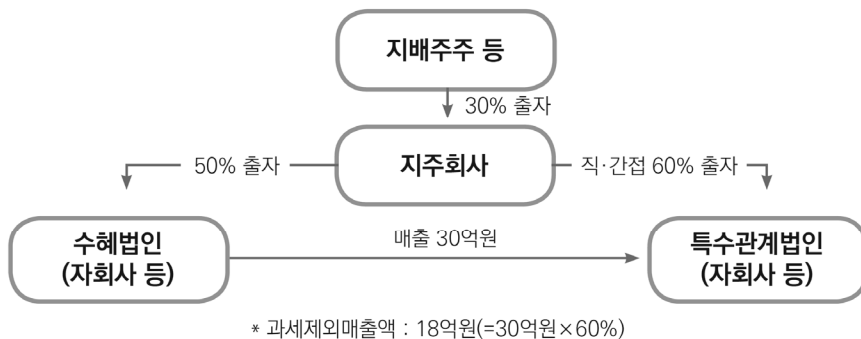 지배주주 등
30% 출자
50% 출자
지주회사
직·간접 60% 출자
수혜법인
(자회사 등)
매출 30억원
특수관계법인
(자회사 등)
* 과세제외매출액 : 18억원(=30억원×60%)